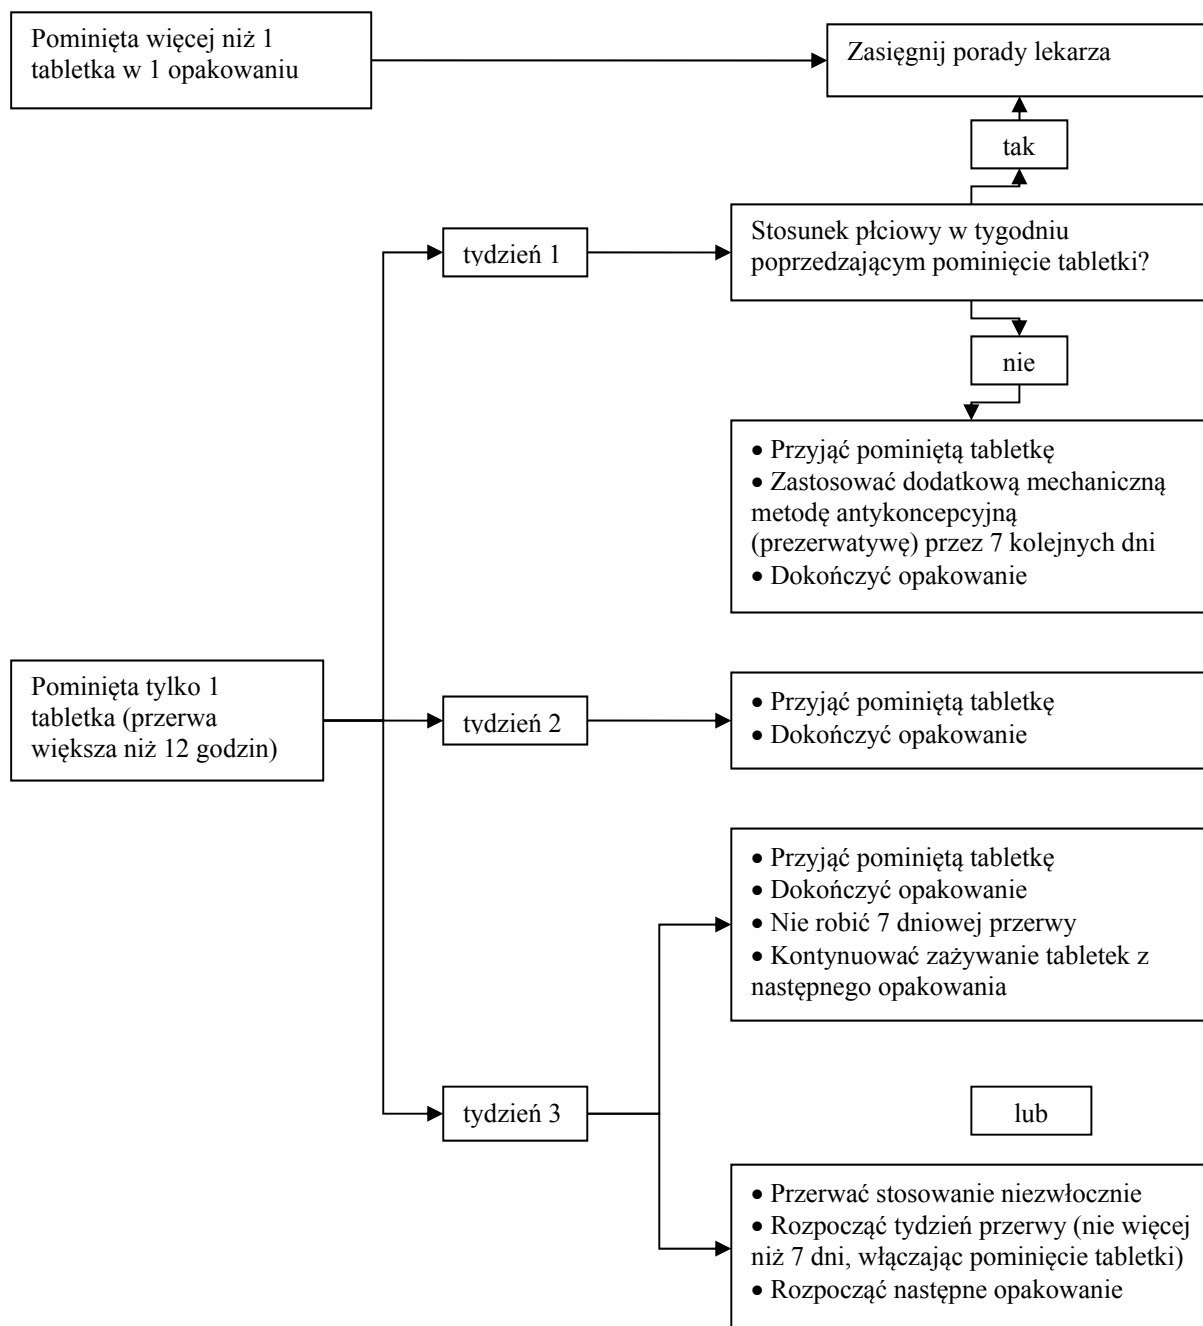 Pominięta więcej niż 1
tabletka w 1 opakowaniu
Zasięgnij porady lekarza
tak
tydzień 1
Stosunek płciowy w tygodniu
poprzedzającym pominięcie tabletki?
nie
• Przyjąć pominiętą tabletkę
• Zastosować dodatkową mechaniczną
metodę antykoncepcyjną
(prezerwatywę) przez 7 kolejnych dni
• Dokończyć opakowanie
Pominięta tylko 1
tabletka (przerwa
większa niż 12 godzin)
tydzień 2
• Przyjąć pominiętą tabletkę
• Dokończyć opakowanie
• Przyjąć pominiętą tabletkę
• Dokończyć opakowanie
• Nie robić 7 dniowej przerwy
• Kontynuować zażywanie tabletek z
następnego opakowania
tydzień 3
lub
• Przerwać stosowanie niezwłocznie
• Rozpocząć tydzień przerwy (nie więcej
niż 7 dni, włączając pominięcie tabletki)
• Rozpocząć następne opakowanie